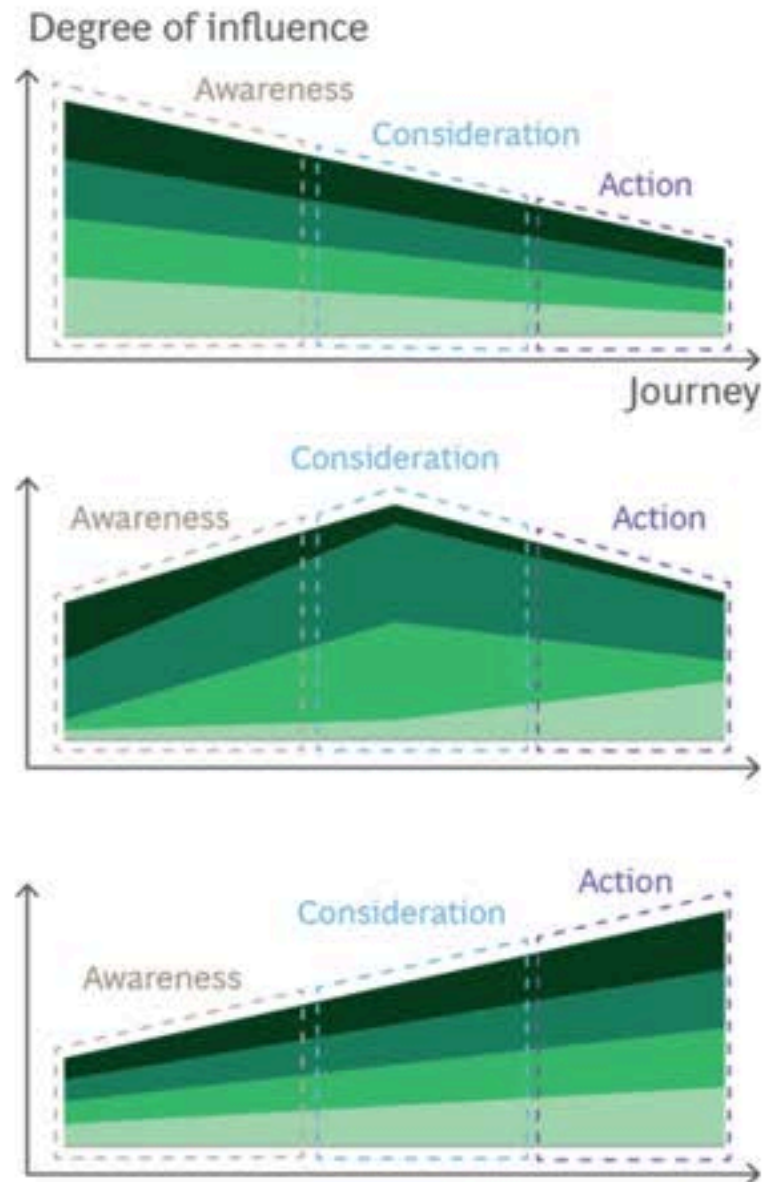 Degree of influence
Awareness
Consideration
Action
Journey
Consideration
Awareness
Action
Action
Consideration
Awareness